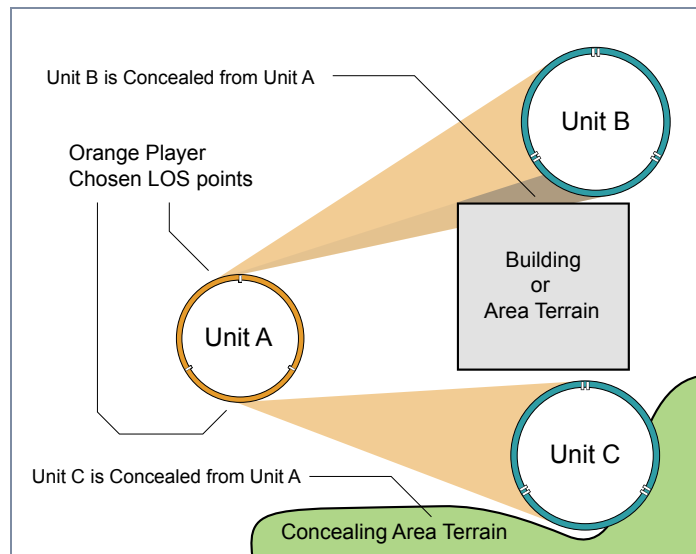 Unit B is Concealed from Unit A
Unit B
Orange Player
Chosen LOS points
Building
or
Area Terrain
Unit A
Unit C
Unit C is Concealed from Unit A
Concealing Area Terrain